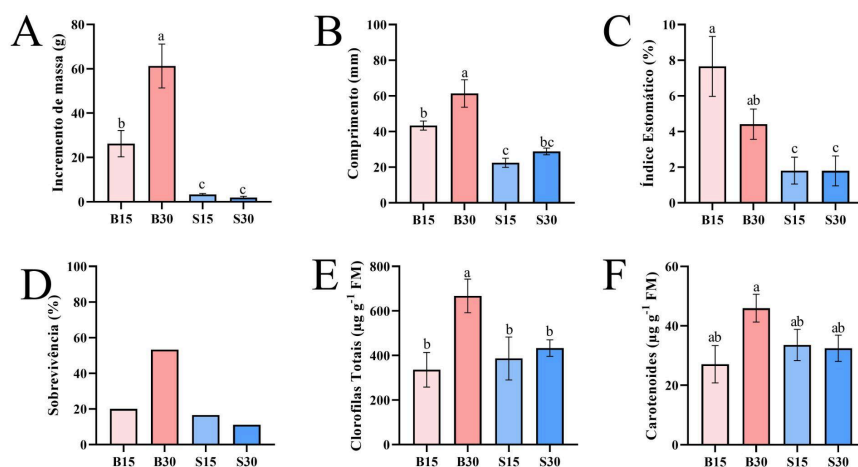 A
Incremento de massa (g)
80
60
40
20
0
b
a
c
c
B15 B30 S15 S30
B
Comprimento (mm)
100
80
60
40
20
0
b
a
c
bc
B15 B30 S15 S30
C
Índice Estomático (%)
10
8
6
4
2
0
a
ab
c
c
B15 B30 S15 S30
D
Sobrevivência (%)
100
80
60
40
20
0
B15 B30 S15 S30
E
Clorofilas Totais (µg g-1 FM)
800
600
400
200
0
b
a
b
b
B15 B30 S15 S30
F
Carotenoides (µg g-1 FM)
60
40
20
0
ab
a
ab
ab
B15 B30 S15 S30